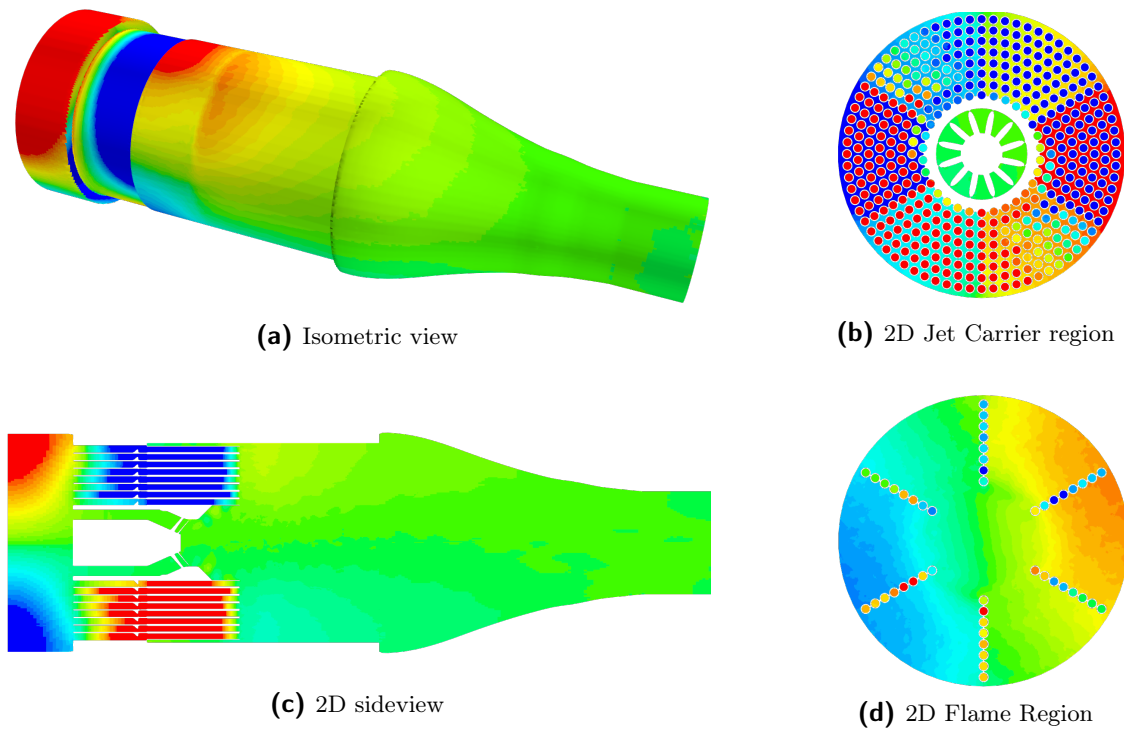 (a) Isometric view
(b) 2D Jet Carrier region
(c) 2D sideview
(d) 2D Flame Region